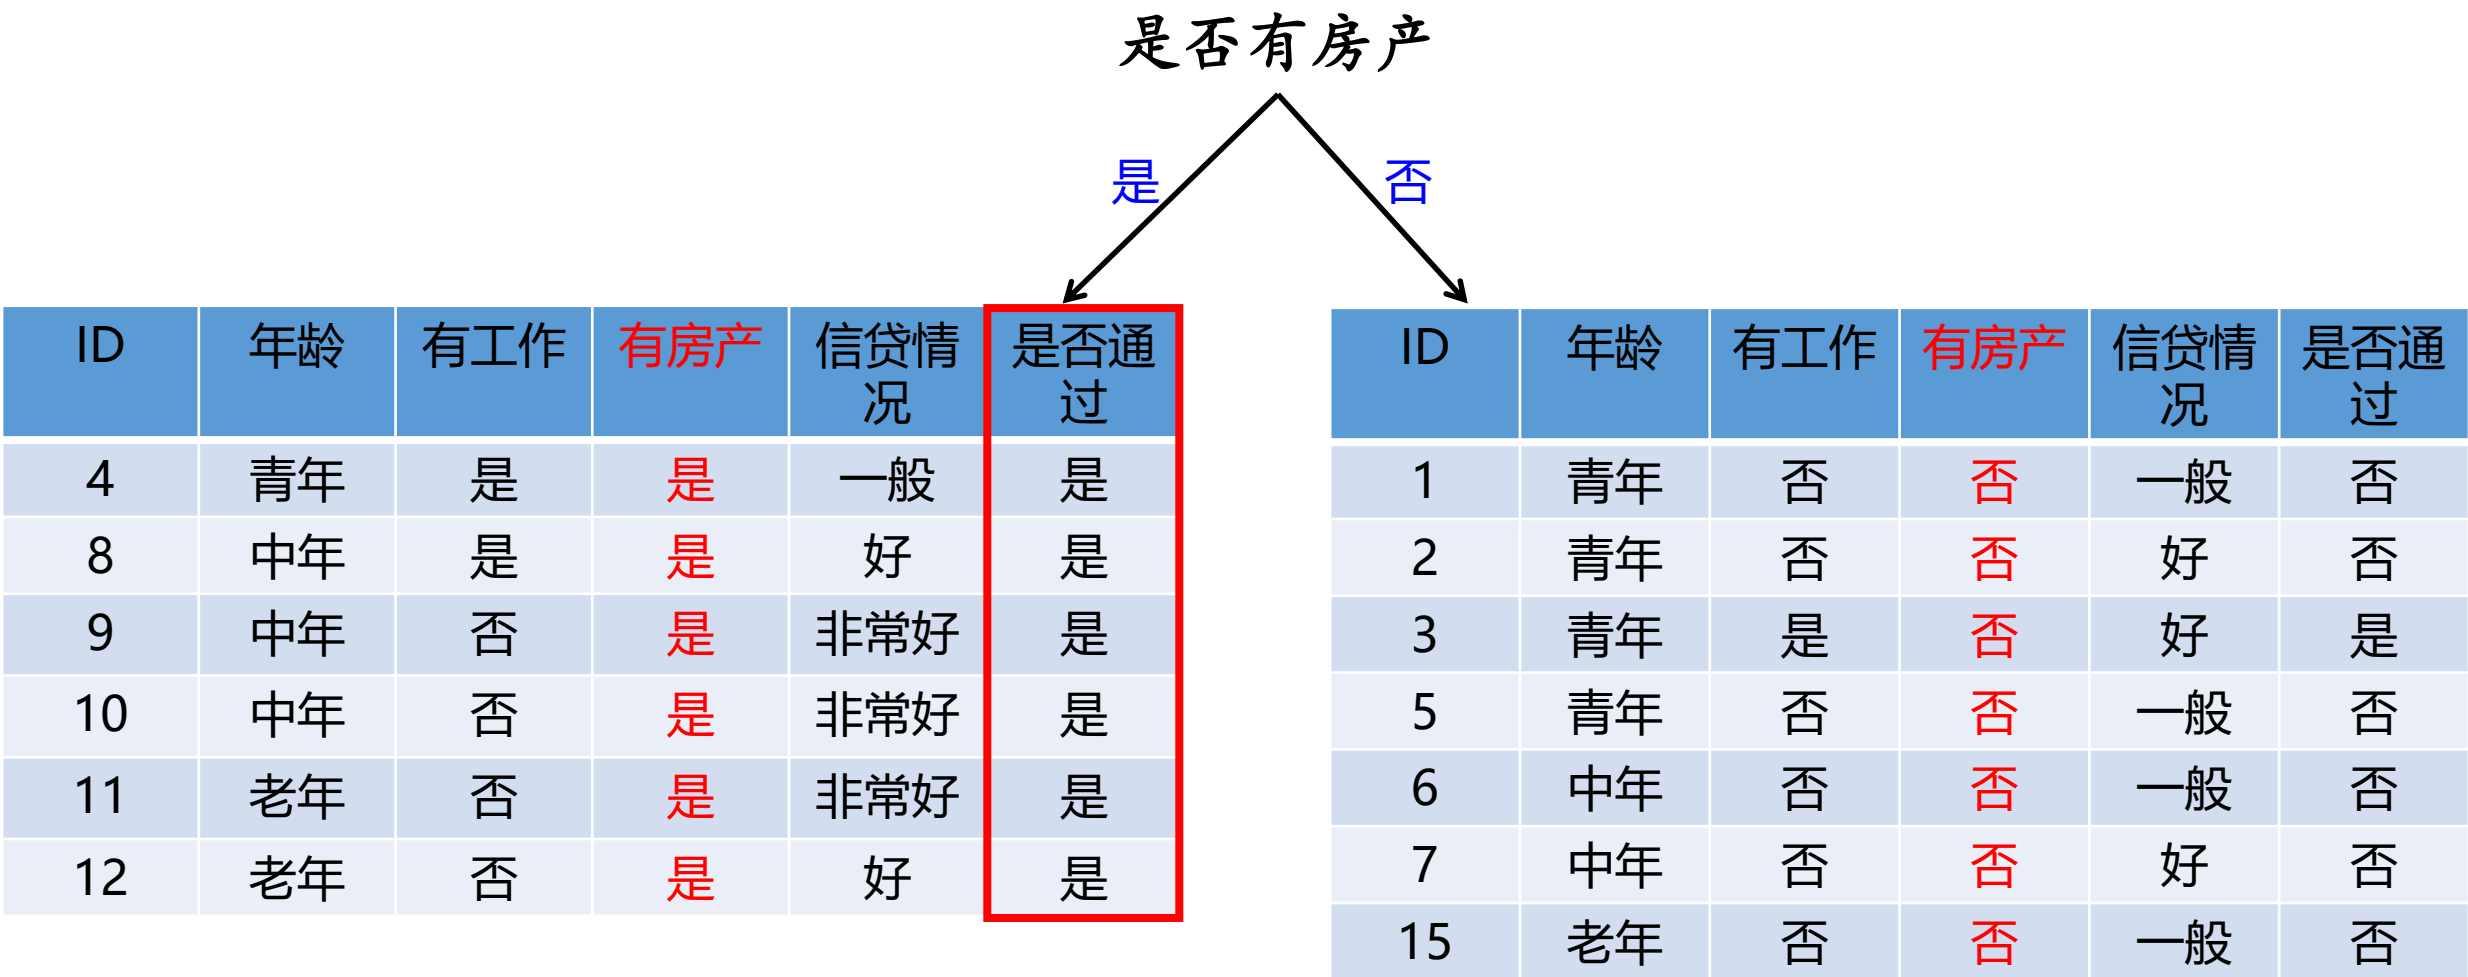 是否有房产
是 否
ID 年龄 有工作 有房产 信贷情况 是否通过
4 青年 是 是 一般 是
8 中年 是 是 好 是
9 中年 否 是 非常好 是
10 中年 否 是 非常好 是
11 老年 否 是 非常好 是
12 老年 否 是 好 是
ID 年龄 有工作 有房产 信贷情况 是否通过
1 青年 否 否 一般 否
2 青年 否 否 好 否
3 青年 是 否 好 是
5 青年 否 否 一般 否
6 中年 否 否 一般 否
7 中年 否 否 好 否
15 老年 否 否 一般 否